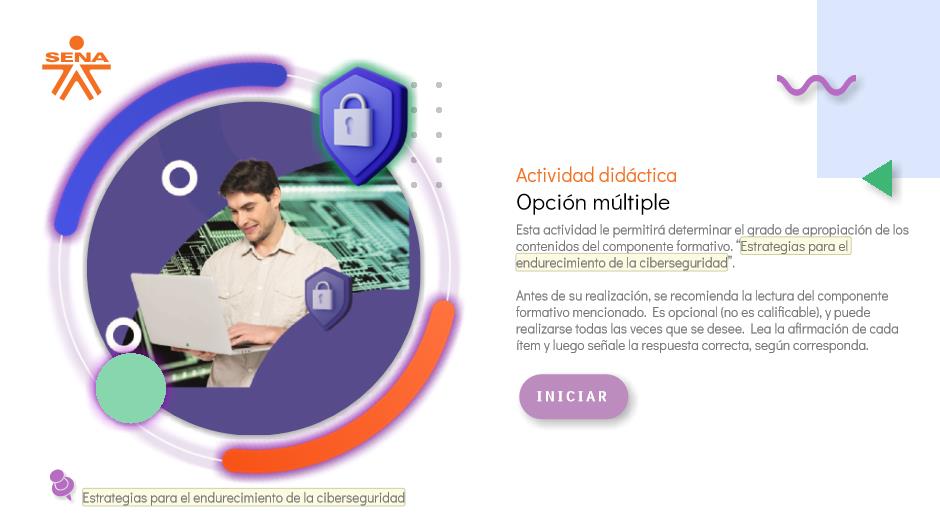 SENA
Actividad didáctica
Opción múltiple
Esta actividad le permitirá determinar el grado de apropiación de los
contenidos del componente formativo. “Estrategias para el
endurecimiento de la ciberseguridad”.
Antes de su realización, se recomienda la lectura del componente
formativo mencionado. Es opcional (no es calificable), y puede
realizarse todas las veces que se desee. Lea la afirmación de cada
ítem y luego señale la respuesta correcta, según corresponda.
INICIAR
Estrategias para el endurecimiento de la ciberseguridad